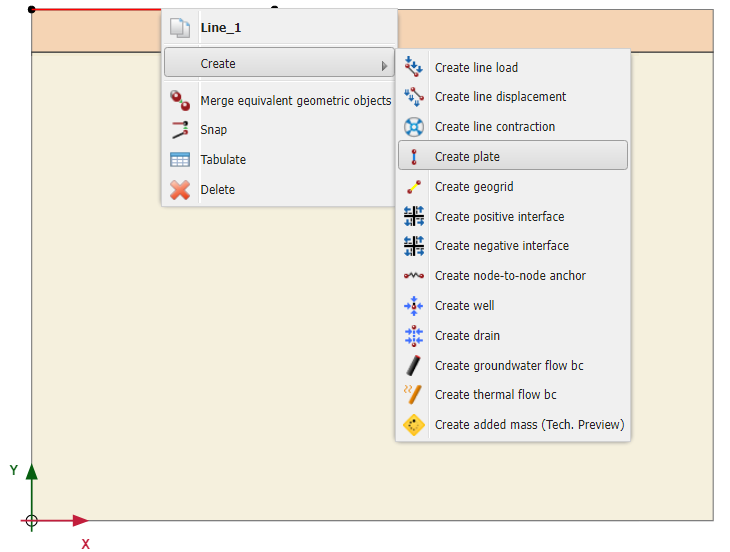 Line_1
Create
Merge equivalent geometric objects
Snap
Tabulate
Delete
Create line load
Create line displacement
Create line contraction
Create plate
Create geogrid
Create positive interface
Create negative interface
Create node-to-node anchor
Create well
Create drain
Create groundwater flow bc
Create thermal flow bc
Create added mass (Tech. Preview)
Y
X